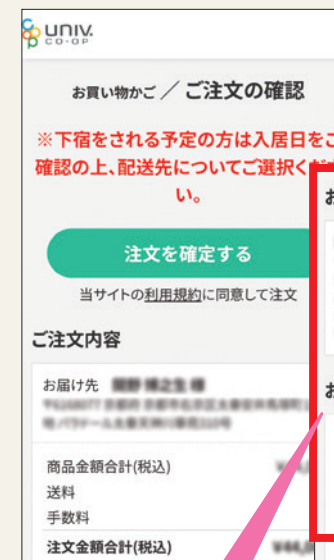 UNIV.
CO-OP
お買い物かご / ご注文の確認
※下宿をされる予定の方は入居日をご
確認の上、配送先についてご選択くださ
い。
注文を確定する
当サイトの利用規約に同意して注文
ご注文内容
お届け先
商品金額合計(税込)
送料
手数料
注文金額合計(税込)
お
お